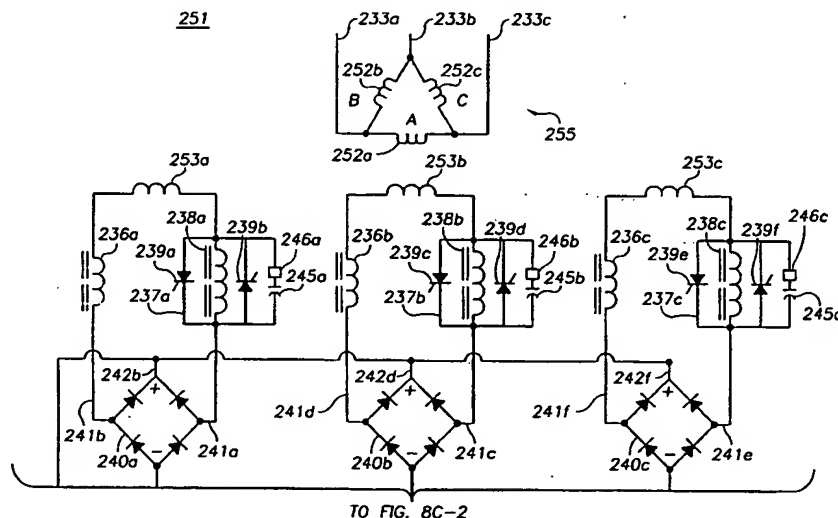 251
233a 233b 233c
252b 252c
B C
A
252a
255
253a 253b 253c
236a 238a 239b 246a
239a 245a
237a
236b 238b 239d 246b
239c 245b
237b
236c 238c 239f 246c
239e
237c
242b 242d 242f
+ + +
241b 241d 241f
240a 241a 240b 241c 240c 241e
− − −
TO FIG. 8C-2